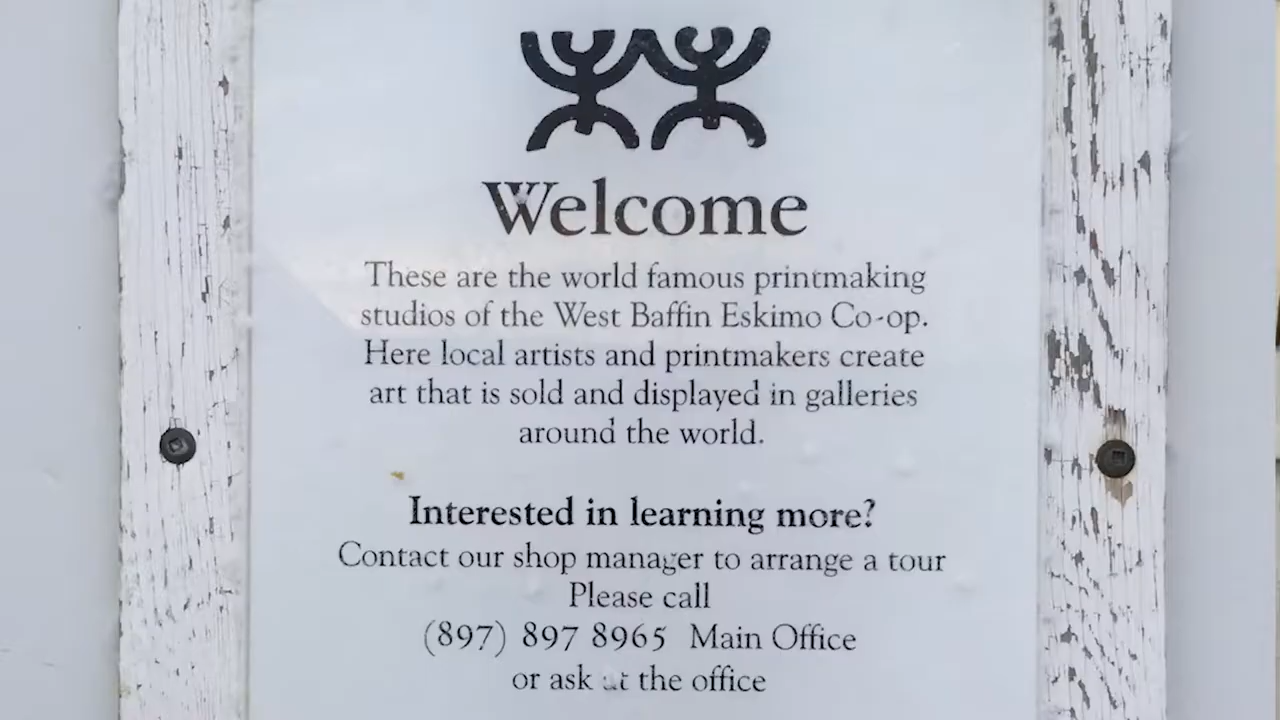 Welcome
These are the world famous printmaking
studios of the West Baffin Eskimo Co-op.
Here local artists and printmakers create
art that is sold and displayed in galleries
around the world.
Interested in learning more?
Contact our shop manager to arrange a tour
Please call
(897) 897 8965 Main Office
or ask at the office